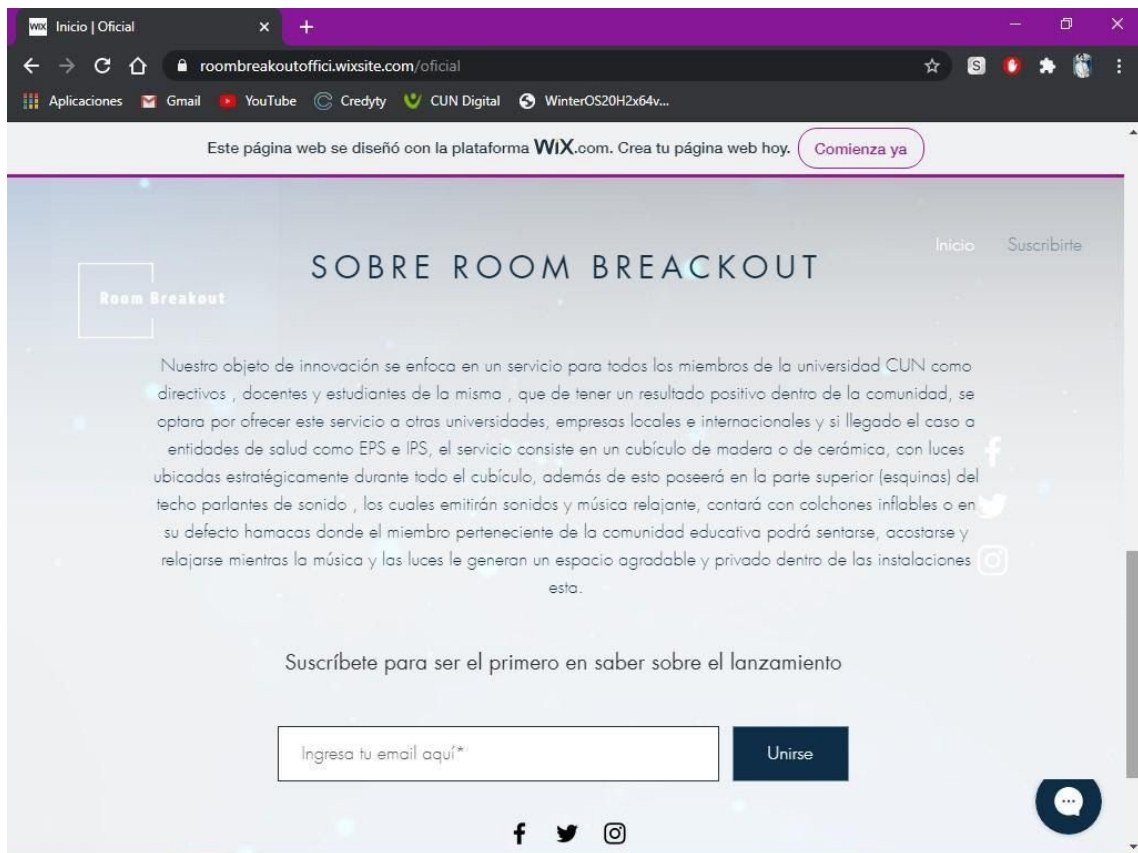 WIX Inicio | Oficial
roombreakoutoffici.wixsite.com/oficial
S
Aplicaciones Gmail YouTube Credyty CUN Digital WinterOS20H2x64v...
Este página web se diseñó con la plataforma WiX.com. Crea tu página web hoy. Comienza ya
Inicio Suscribirte
SOBRE ROOM BREACKOUT
Room Breakout
Nuestro objeto de innovación se enfoca en un servicio para todos los miembros de la universidad CUN como
directivos , docentes y estudiantes de la misma , que de tener un resultado positivo dentro de la comunidad, se
optara por ofrecer este servicio a otras universidades, empresas locales e internacionales y si llegado el caso a
entidades de salud como EPS e IPS, el servicio consiste en un cubículo de madera o de cerámica, con luces
ubicadas estratégicamente durante todo el cubículo, además de esto poseerá en la parte superior (esquinas) del
techo parlantes de sonido , los cuales emitirán sonidos y música relajante, contará con colchones inflables o en
su defecto hamacas donde el miembro perteneciente de la comunidad educativa podrá sentarse, acostarse y
relajarse mientras la música y las luces le generan un espacio agradable y privado dentro de las instalaciones
esta.
Suscríbete para ser el primero en saber sobre el lanzamiento
Ingresa tu email aquí* Unirse